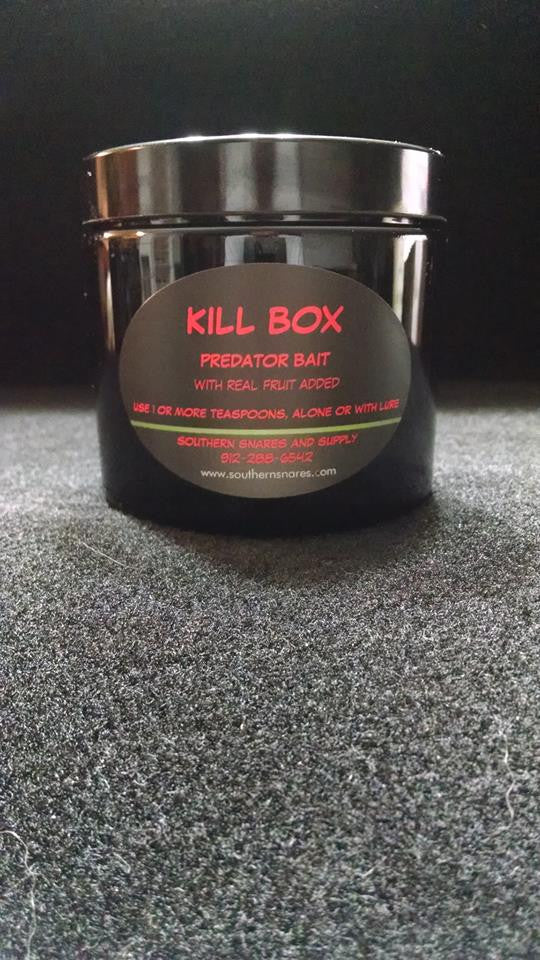 KILL BOX
PREDATOR BAIT
WITH REAL FRUIT ADDED
USE 1 OR MORE TEASPOONS, ALONE OR WITH LURE
SOUTHERN SNARES AND SUPPLY
912-288-6542
www.southernsnares.com